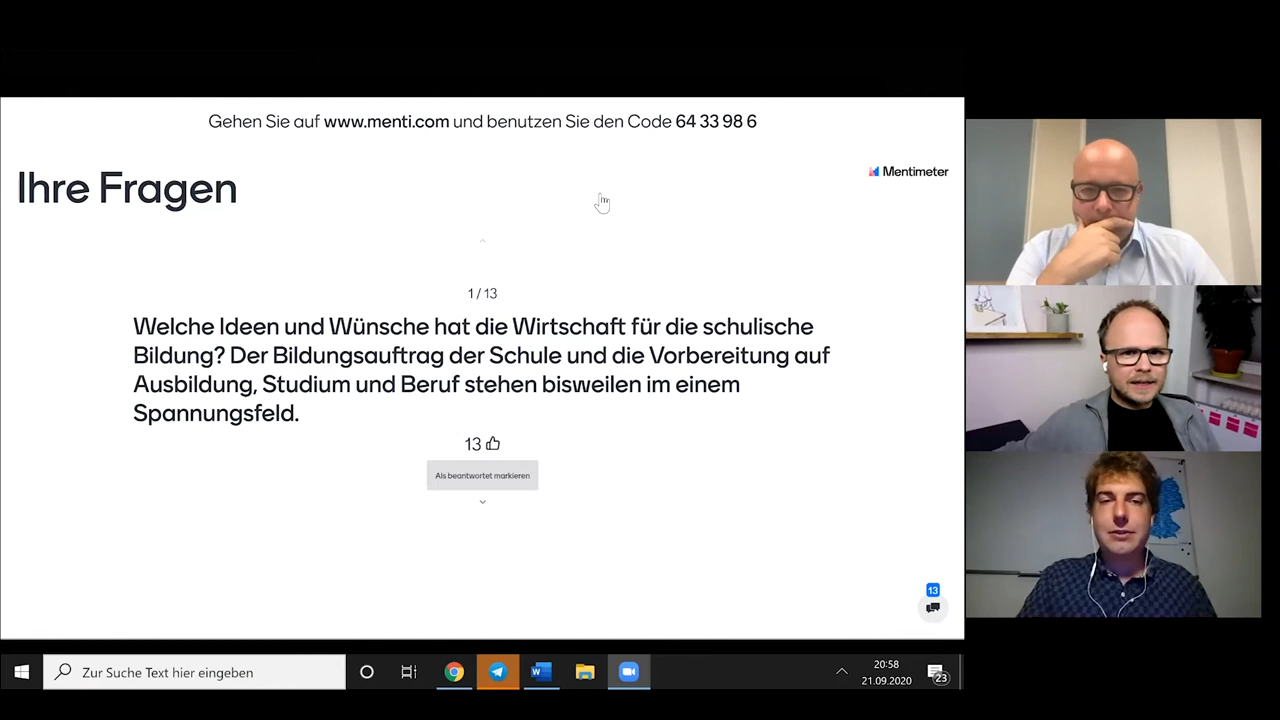 Gehen Sie auf www.menti.com und benutzen Sie den Code 64 33 98 6
Mentimeter
Ihre Fragen
1 / 13
Welche Ideen und Wünsche hat die Wirtschaft für die schulische
Bildung? Der Bildungsauftrag der Schule und die Vorbereitung auf
Ausbildung, Studium und Beruf stehen bisweilen im einem
Spannungsfeld.
13
Als beantwortet markieren
13
Zur Suche Text hier eingeben
W
20:58
21.09.2020
23